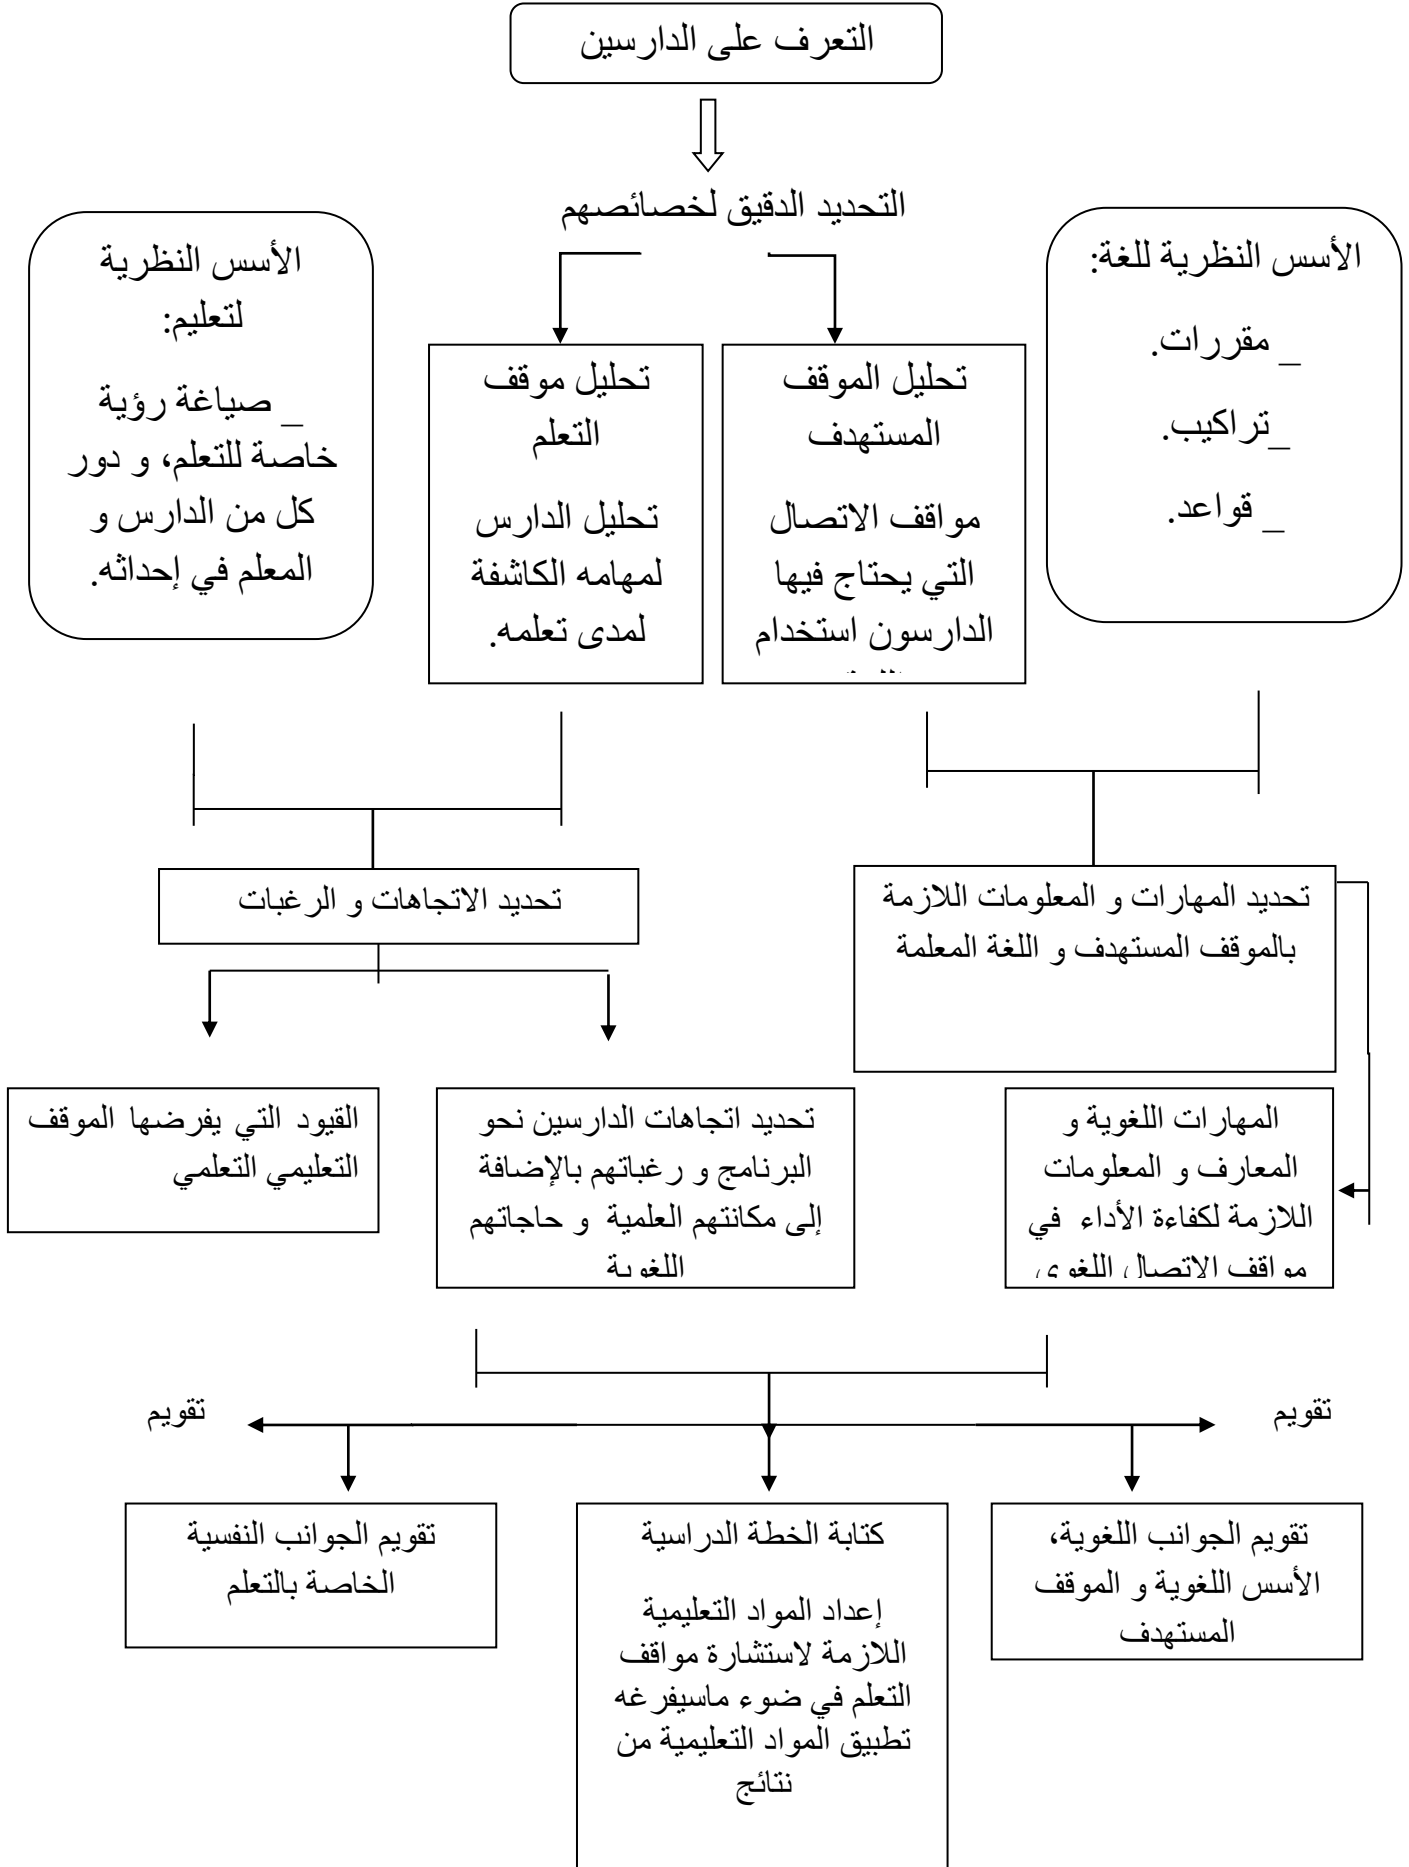 التعرف على الدارسين
التحديد الدقيق لخصائصهم
الأسس النظرية للغة:
_ مقررات.
_تراكيب.
_ قواعد.
تحليل الموقف
المستهدف
مواقف الاتصال
التي يحتاج فيها
الدارسون استخدام
تحليل موقف
التعلم
تحليل الدارس
لمهامه الكاشفة
لمدى تعلمه.
الأسس النظرية
لتعليم:
_ صياغة رؤية
خاصة للتعلم، و دور
كل من الدارس و
المعلم في إحداثه.
تحديد المهارات و المعلومات اللازمة
بالموقف المستهدف و اللغة المعلمة
تحديد الاتجاهات و الرغبات
المهارات اللغوية و
المعارف و المعلومات
اللازمة لكفاءة الأداء في
مواقف الاتصال اللغوي
تحديد اتجاهات الدارسين نحو
البرنامج و رغباتهم بالإضافة
إلى مكانتهم العلمية و حاجاتهم
اللغوية
القيود التي يفرضها الموقف
التعليمي التعلمي
تقويم
تقويم
تقويم الجوانب اللغوية،
الأسس اللغوية و الموقف
المستهدف
كتابة الخطة الدراسية
إعداد المواد التعليمية
اللازمة لاستشارة مواقف
التعلم في ضوء ماسيفرغه
تطبيق المواد التعليمية من
نتائج
تقويم الجوانب النفسية
الخاصة بالتعلم